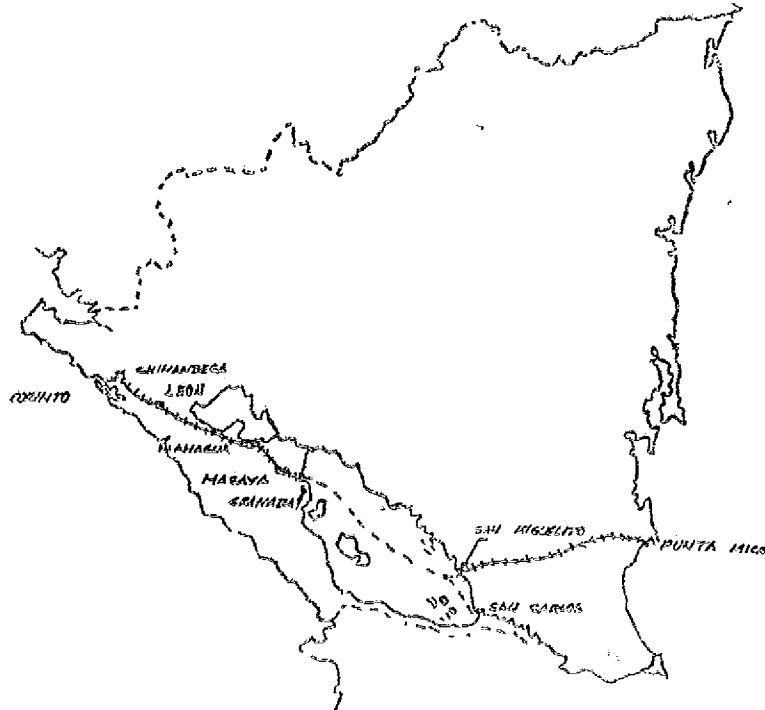 CHINANDEGA
LEON
CORINTO
MANAGUA
MASAYA
GRANADA
SAN MIGUELITO
PUNTA MICO
SAN CARLOS